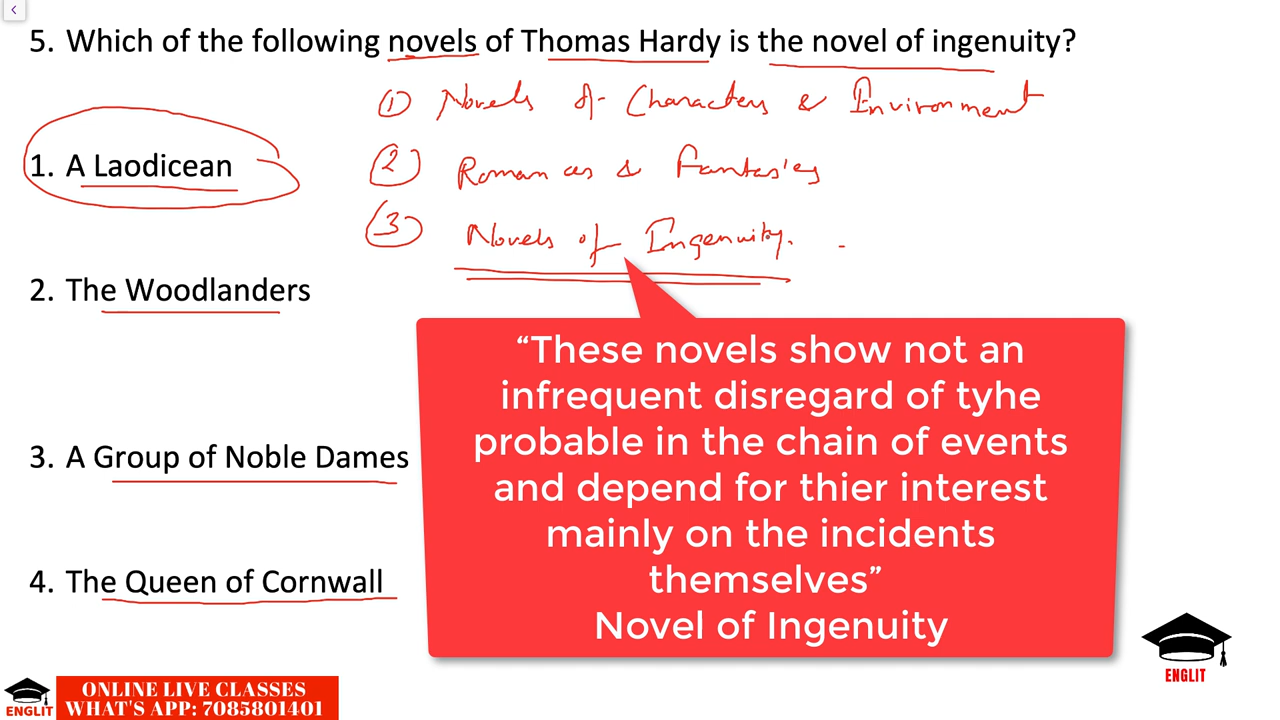 5. Which of the following novels of Thomas Hardy is the novel of ingenuity?
① Novels of Characters & Environment
1. A Laodicean
② Romances & Fantasies
③ Novels of Ingenuity.
2. The Woodlanders
“These novels show not an
infrequent disregard of tyhe
probable in the chain of events
and depend for thier interest
mainly on the incidents
themselves”
Novel of Ingenuity
3. A Group of Noble Dames
4. The Queen of Cornwall
ENGLIT
ONLINE LIVE CLASSES
WHAT'S APP: 7085801401
ENGLIT